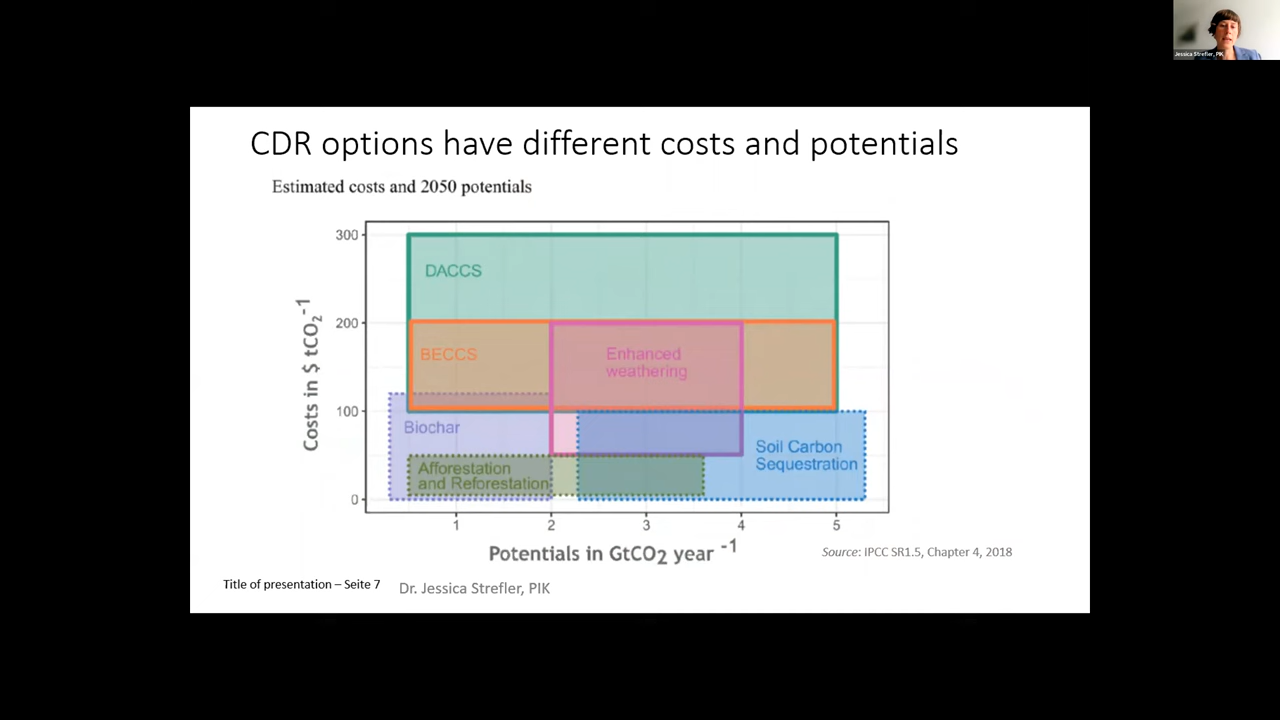 Jessica Strefler, PIK
CDR options have different costs and potentials
Estimated costs and 2050 potentials
300
200
100
0
Costs in $ tCO2-1
DACCS
BECCS
Enhanced
weathering
Biochar
Soil Carbon
Sequestration
Afforestation
and Reforestation
1 2 3 4 5
Potentials in GtCO2 year -1
Source: IPCC SR1.5, Chapter 4, 2018
Title of presentation – Seite 7
Dr. Jessica Strefler, PIK